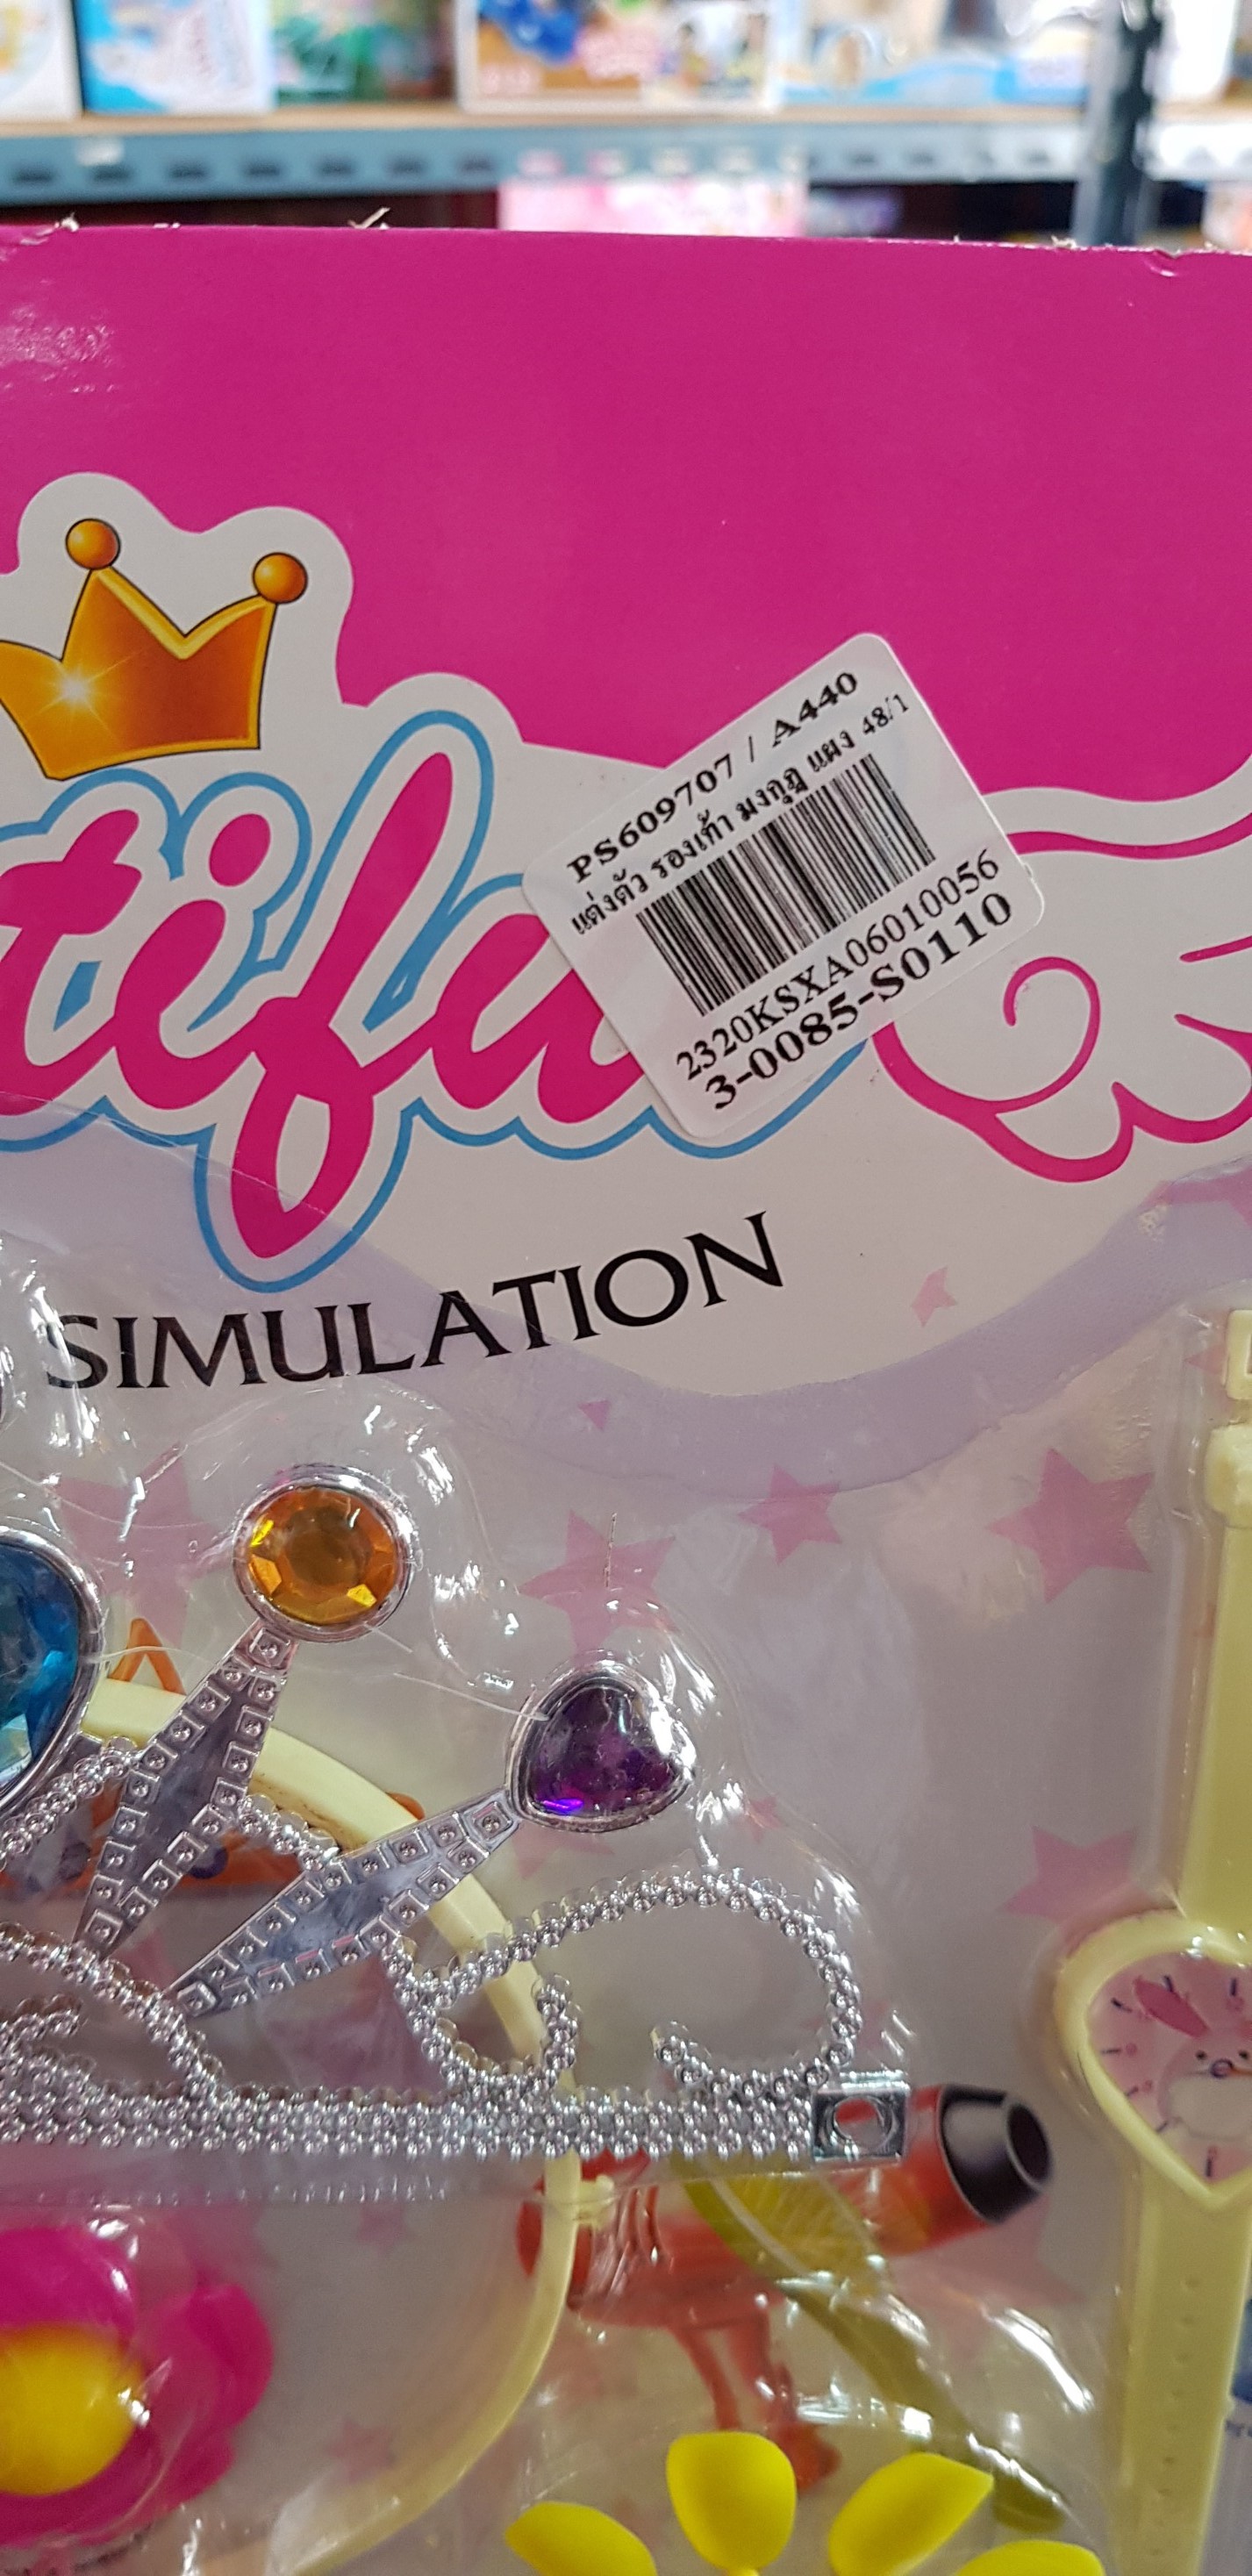 PS609707 / A440
แต่งตัว รองเท้า มงกุฎ แผง 48/1
2320KSXA06010056
3-0085-S0110
tiful
SIMULATION